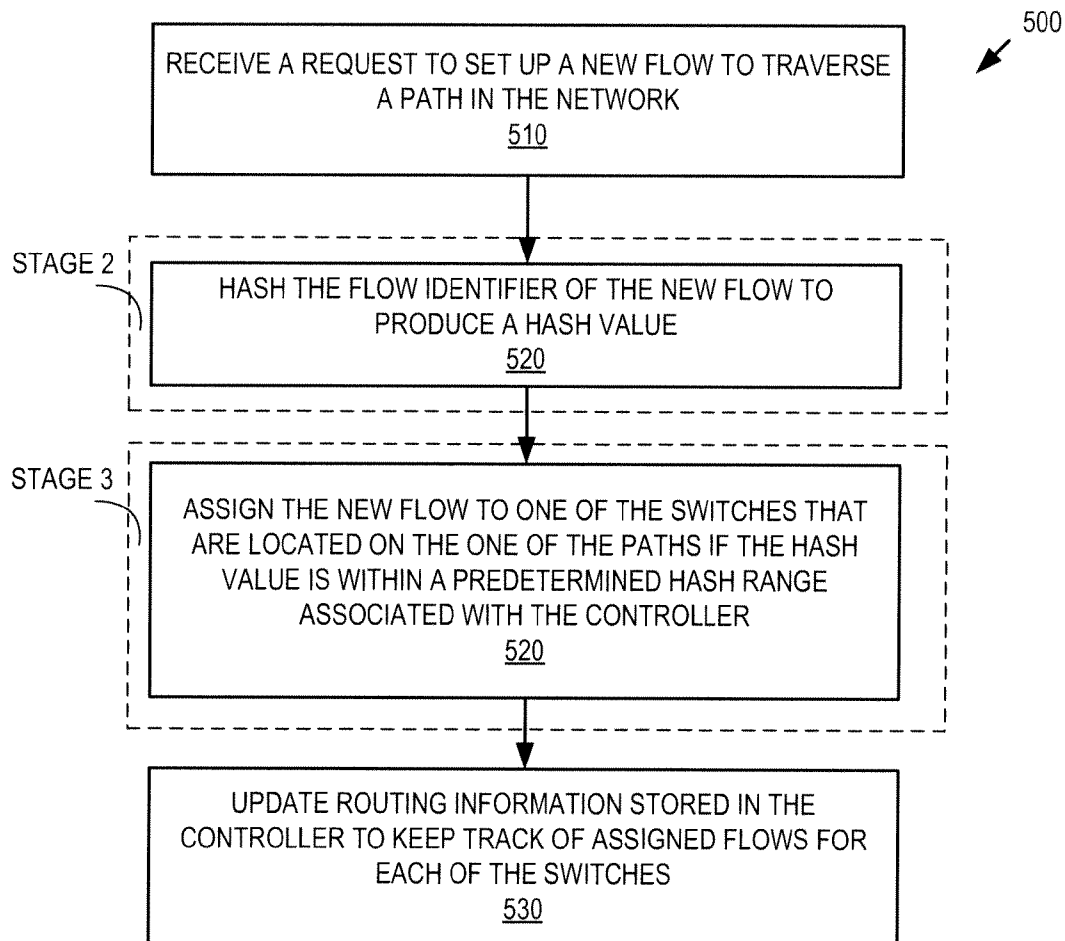 500
RECEIVE A REQUEST TO SET UP A NEW FLOW TO TRAVERSE
A PATH IN THE NETWORK
510
STAGE 2
HASH THE FLOW IDENTIFIER OF THE NEW FLOW TO
PRODUCE A HASH VALUE
520
STAGE 3
ASSIGN THE NEW FLOW TO ONE OF THE SWITCHES THAT
ARE LOCATED ON THE ONE OF THE PATHS IF THE HASH
VALUE IS WITHIN A PREDETERMINED HASH RANGE
ASSOCIATED WITH THE CONTROLLER
520
UPDATE ROUTING INFORMATION STORED IN THE
CONTROLLER TO KEEP TRACK OF ASSIGNED FLOWS FOR
EACH OF THE SWITCHES
530